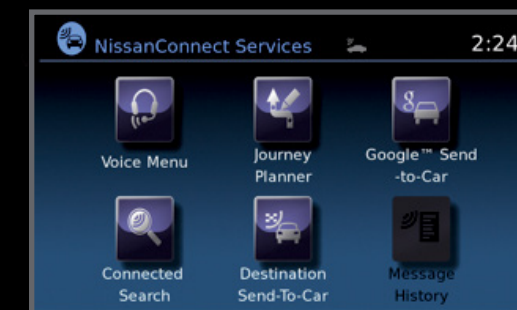 NissanConnect Services 2:24
Voice Menu
Journey
Planner
Google™ Send
-to-Car
Connected
Search
Destination
Send-To-Car
Message
History